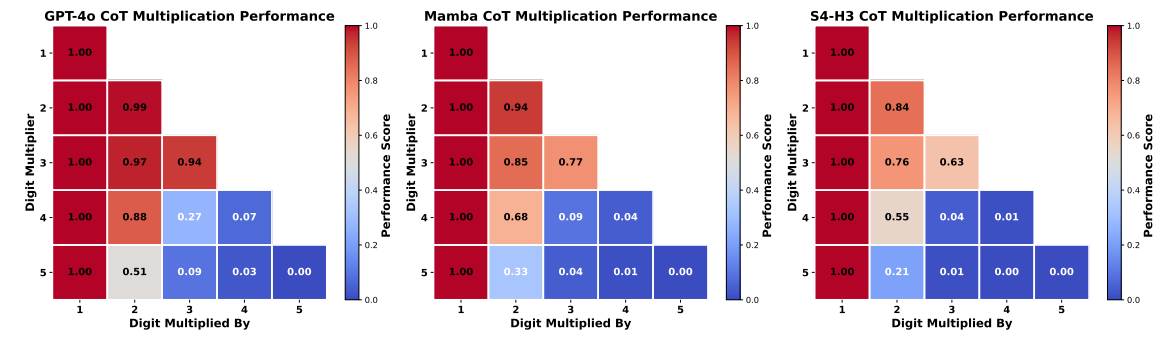 GPT-4o CoT Multiplication Performance
Digit Multiplier
1
1.00
2
1.00 0.99
3
1.00 0.97 0.94
4
1.00 0.88 0.27 0.07
5
1.00 0.51 0.09 0.03 0.00
1 2 3 4 5
Digit Multiplied By
1.0
0.8
0.6
0.4
0.2
0.0
Performance Score
Mamba CoT Multiplication Performance
Digit Multiplier
1
1.00
2
1.00 0.94
3
1.00 0.85 0.77
4
1.00 0.68 0.09 0.04
5
1.00 0.33 0.04 0.01 0.00
1 2 3 4 5
Digit Multiplied By
1.0
0.8
0.6
0.4
0.2
0.0
Performance Score
S4-H3 CoT Multiplication Performance
Digit Multiplier
1
1.00
2
1.00 0.84
3
1.00 0.76 0.63
4
1.00 0.55 0.04 0.01
5
1.00 0.21 0.01 0.00 0.00
1 2 3 4 5
Digit Multiplied By
1.0
0.8
0.6
0.4
0.2
0.0
Performance Score